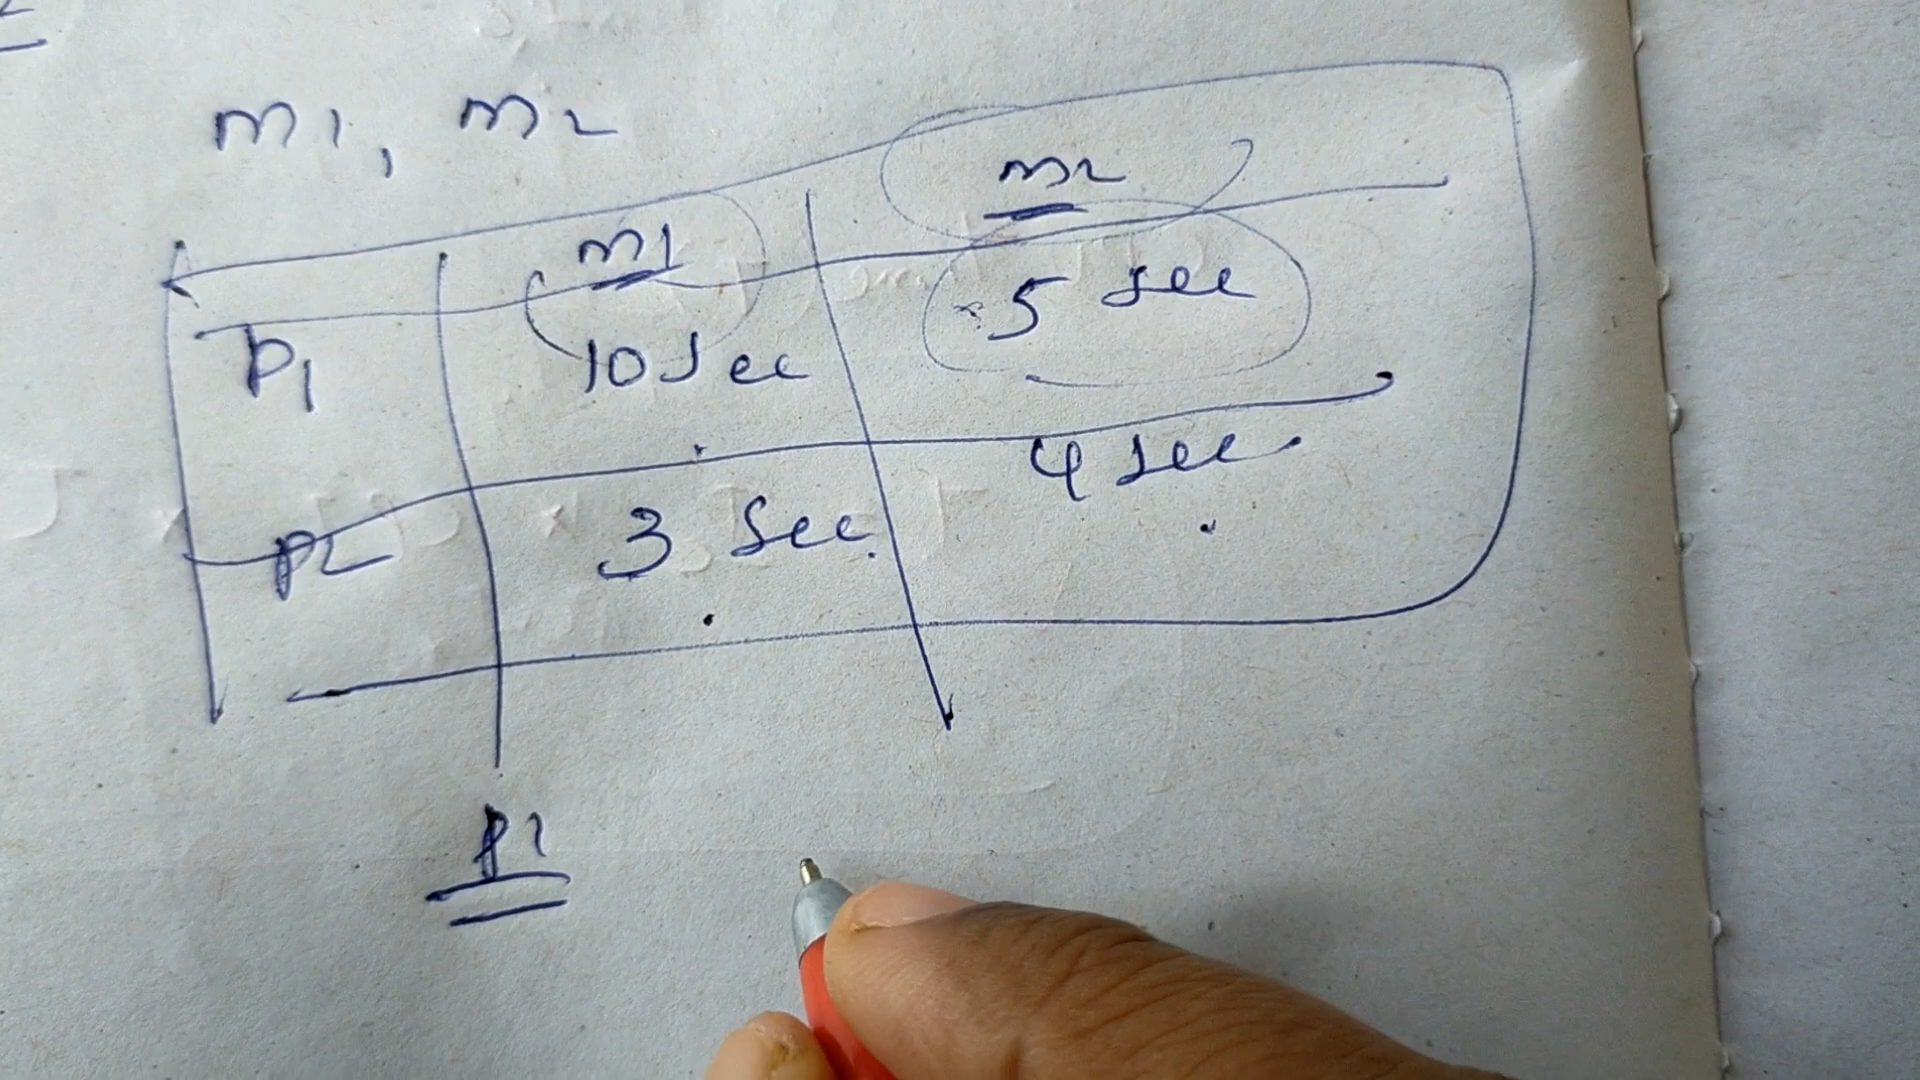 m1, m2
m1 m2
P1 10 Sec 5 sec
P2 3 Sec. 4 sec.
P1